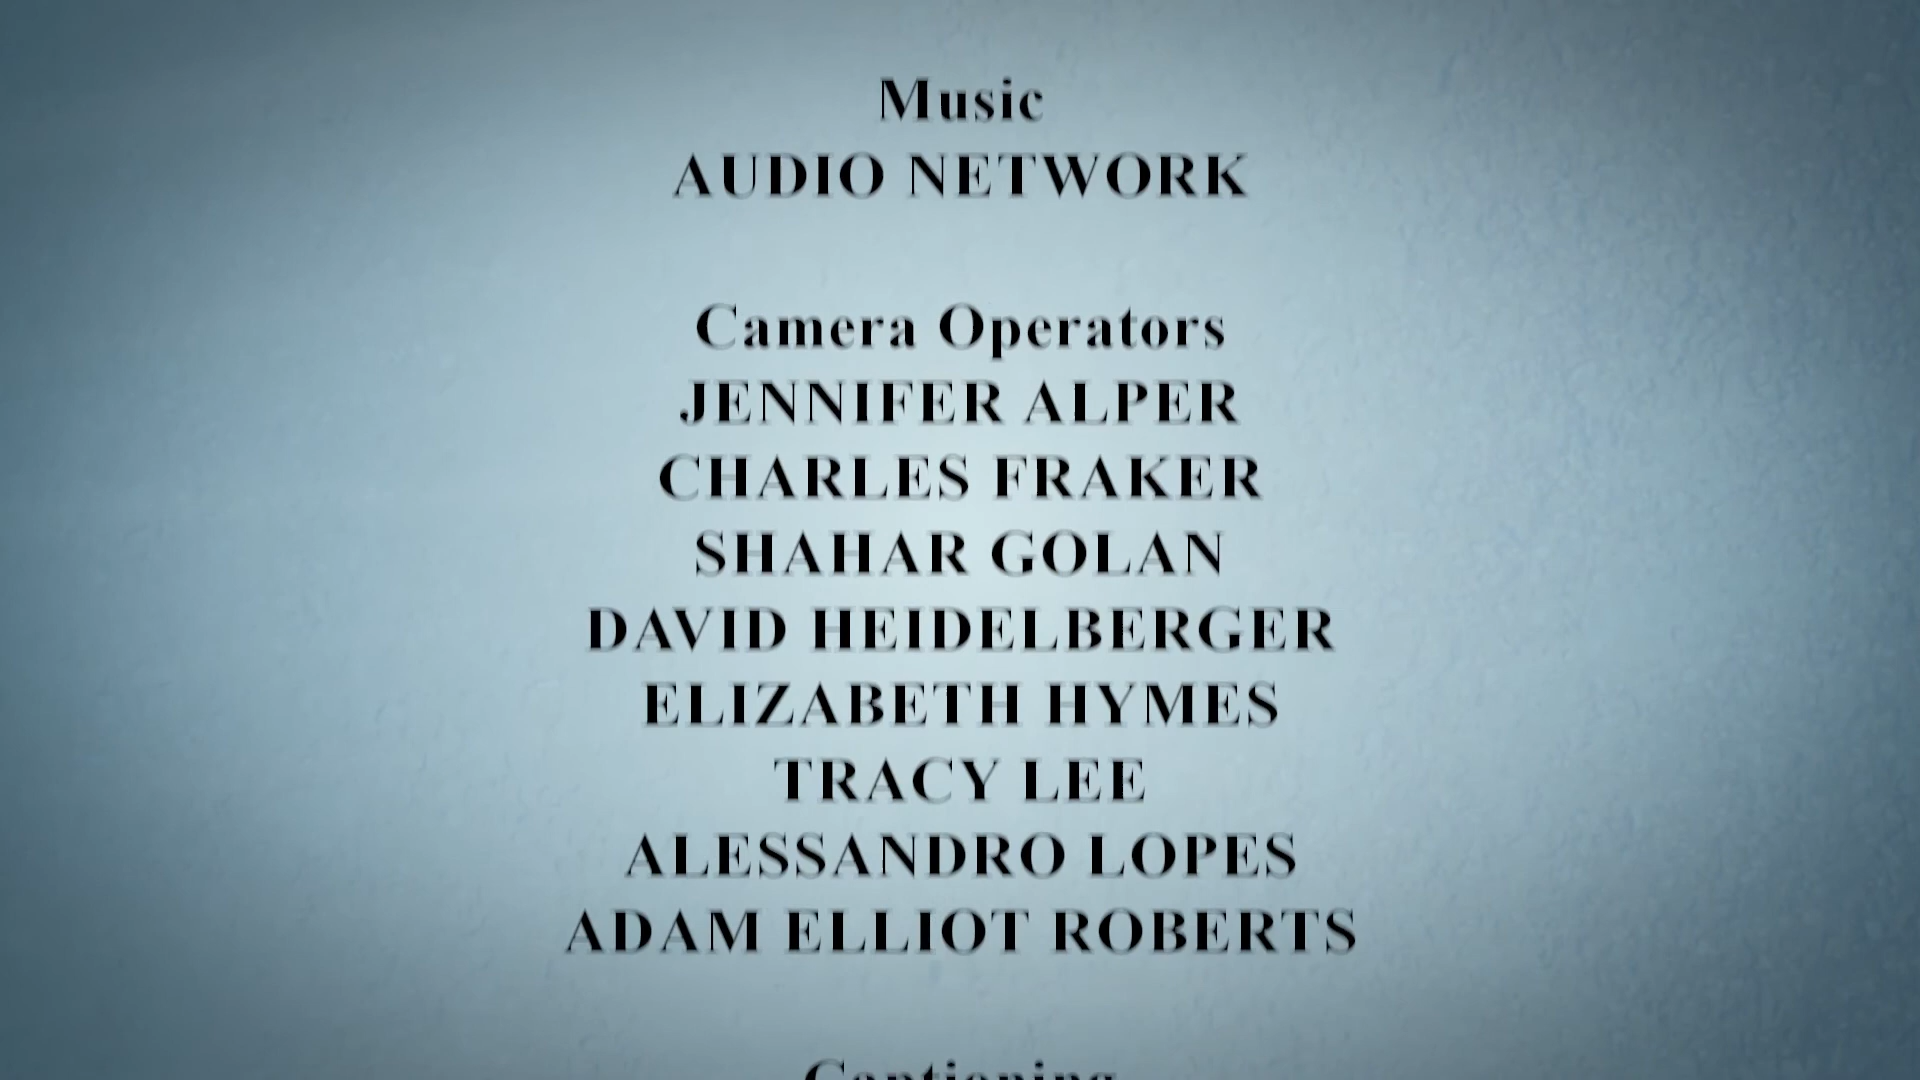 Music
AUDIO NETWORK
Camera Operators
JENNIFER ALPER
CHARLES FRAKER
SHAHAR GOLAN
DAVID HEIDELBERGER
ELIZABETH HYMES
TRACY LEE
ALESSANDRO LOPES
ADAM ELLIOT ROBERTS
Captioning